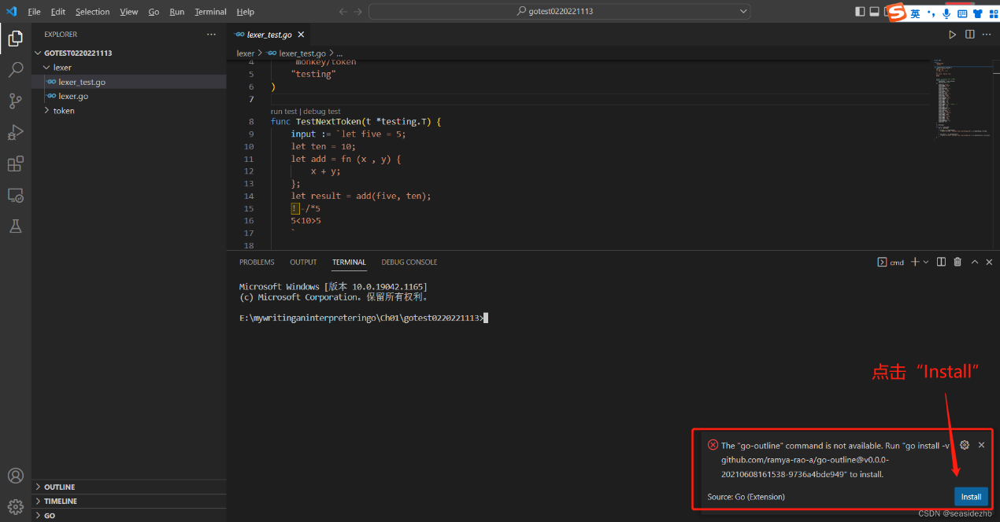 File Edit Selection View Go Run Terminal Help
gotest0220221113
英
EXPLORER
GOTEST0220221113
lexer
lexer_test.go
lexer.go
token
OUTLINE
TIMELINE
GO
lexer_test.go
lexer > lexer_test.go > ...
4 "monkey/token"
5 "testing"
6 )
7
run test | debug test
8 func TestNextToken(t *testing.T) {
9 input := `let five = 5;
10 let ten = 10;
11 let add = fn (x , y) {
12 x + y;
13 };
14 let result = add(five, ten);
15 !-/*5
16 5<10>5
17 `
18
PROBLEMS OUTPUT TERMINAL DEBUG CONSOLE
cmd
Microsoft Windows [版本 10.0.19042.1165]
(c) Microsoft Corporation。保留所有权利。
E:\mywritinganinterpreteringo\Ch01\gotest0220221113>
点击“Install”
The "go-outline" command is not available. Run "go install -v
github.com/ramya-rao-a/go-outline@v0.0.0-
20210608161538-9736a4bde949" to install.
Source: Go (Extension)
Install
CSDN @seasidezhb